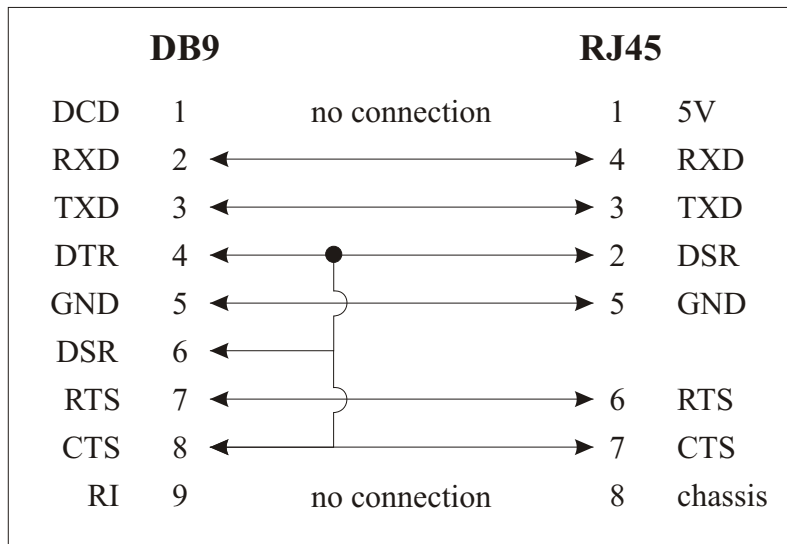 DB9 RJ45
DCD 1 no connection 1 5V
RXD 2 4 RXD
TXD 3 3 TXD
DTR 4 2 DSR
GND 5 5 GND
DSR 6
RTS 7 6 RTS
CTS 8 7 CTS
RI 9 no connection 8 chassis